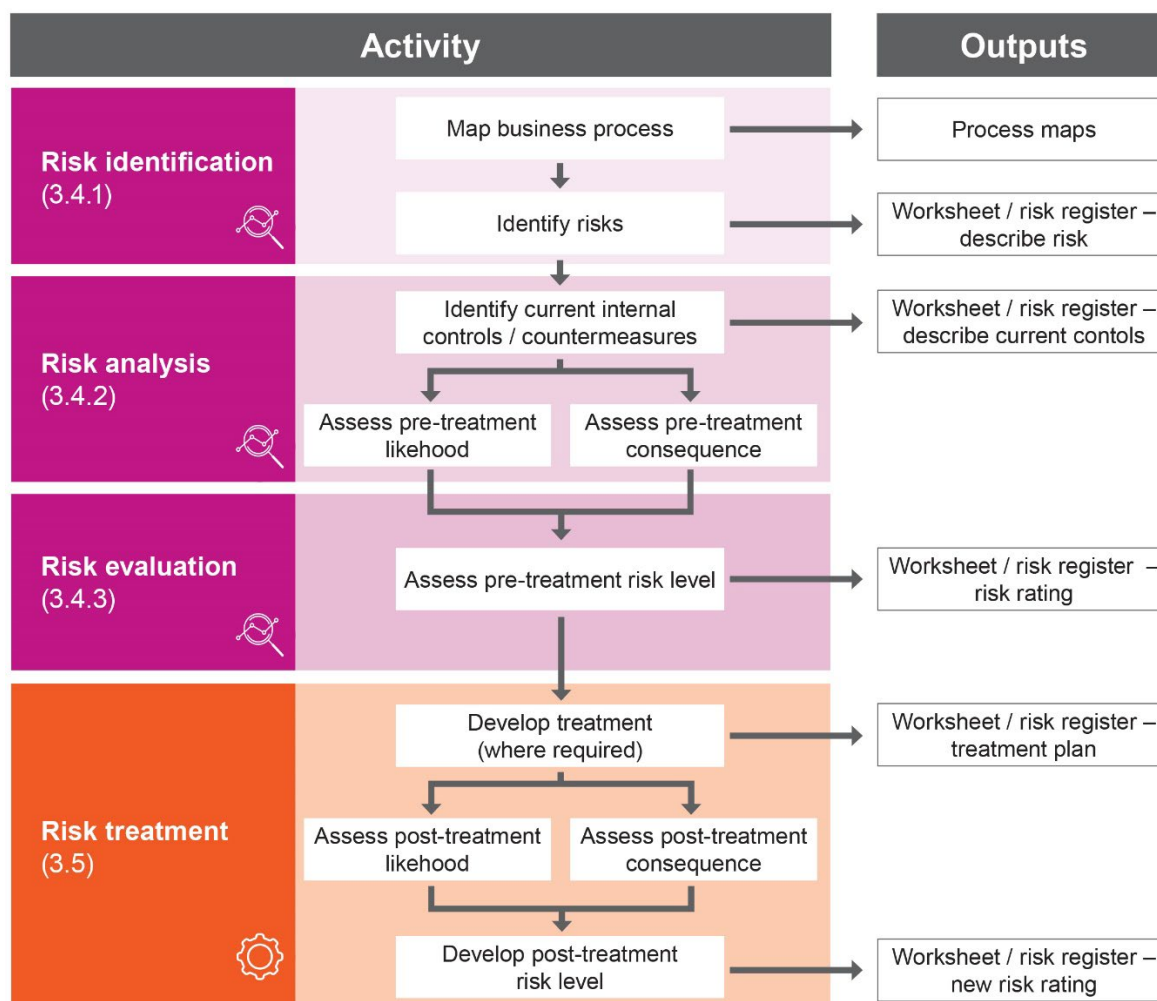 Activity
Outputs
Risk identification
(3.4.1)
Map business process
Process maps
Identify risks
Worksheet / risk register –
describe risk
Risk analysis
(3.4.2)
Identify current internal
controls / countermeasures
Worksheet / risk register –
describe current contols
Assess pre-treatment
likehood
Assess pre-treatment
consequence
Risk evaluation
(3.4.3)
Assess pre-treatment risk level
Worksheet / risk register –
risk rating
Risk treatment
(3.5)
Develop treatment
(where required)
Worksheet / risk register –
treatment plan
Assess post-treatment
likehood
Assess post-treatment
consequence
Develop post-treatment
risk level
Worksheet / risk register –
new risk rating